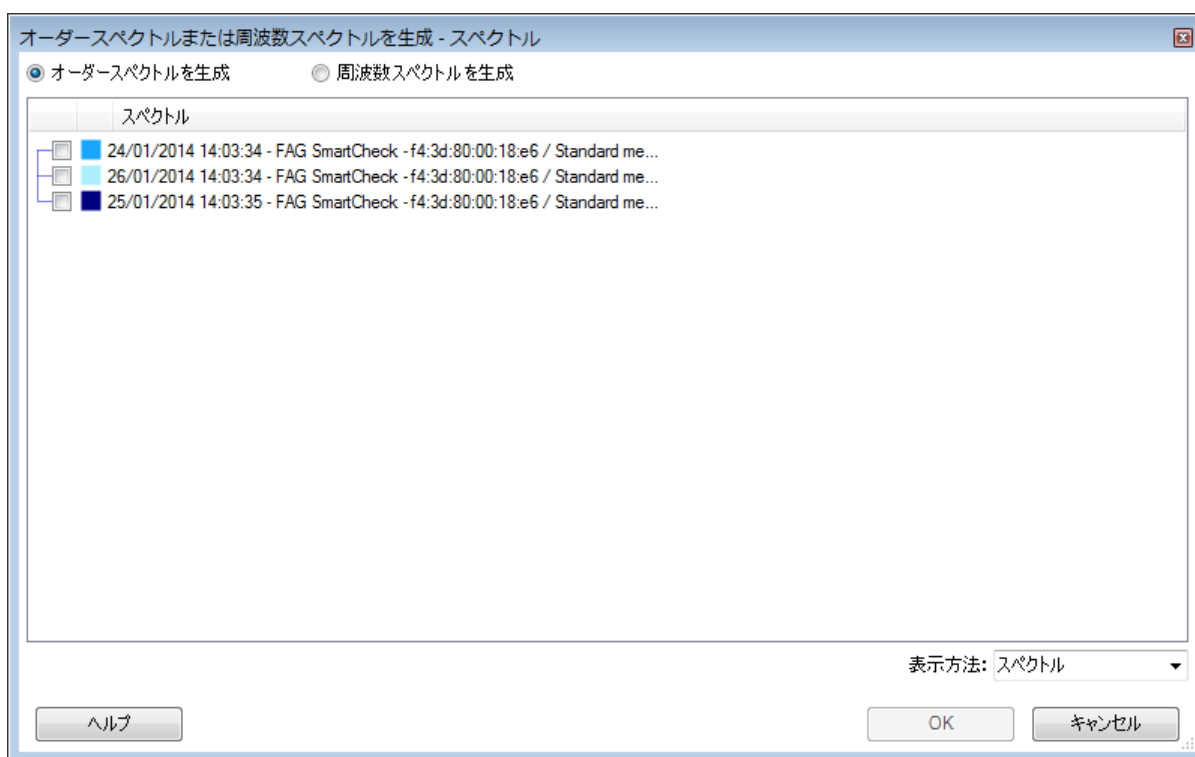 オーダースペクトルまたは周波数スペクトルを生成 - スペクトル
オーダースペクトルを生成 周波数スペクトルを生成
スペクトル
24/01/2014 14:03:34 - FAG SmartCheck - f4:3d:80:00:18:e6 / Standard me...
26/01/2014 14:03:34 - FAG SmartCheck - f4:3d:80:00:18:e6 / Standard me...
25/01/2014 14:03:35 - FAG SmartCheck - f4:3d:80:00:18:e6 / Standard me...
表示方法: スペクトル
ヘルプ OK キャンセル